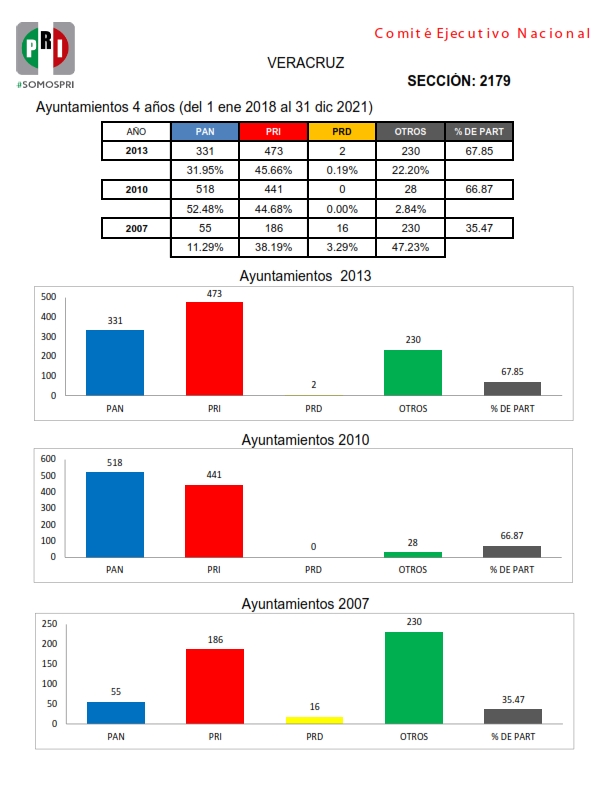 Comité Ejecutivo Nacional
PRI
#SOMOSPRI
VERACRUZ
SECCIÓN: 2179
Ayuntamientos 4 años (del 1 ene 2018 al 31 dic 2021)
AÑO PAN PRI PRD OTROS % DE PART
2013 331 473 2 230 67.85
31.95% 45.66% 0.19% 22.20%
2010 518 441 0 28 66.87
52.48% 44.68% 0.00% 2.84%
2007 55 186 16 230 35.47
11.29% 38.19% 3.29% 47.23%
Ayuntamientos 2013
500
400
300
200
100
0
331 473 2 230 67.85
PAN PRI PRD OTROS % DE PART
Ayuntamientos 2010
600
500
400
300
200
100
0
518 441 0 28 66.87
PAN PRI PRD OTROS % DE PART
Ayuntamientos 2007
250
200
150
100
50
0
55 186 16 230 35.47
PAN PRI PRD OTROS % DE PART